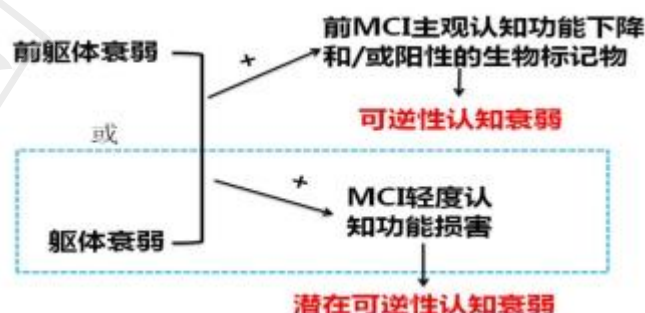 前MCI主观认知功能下降
前躯体衰弱
+
和/或阳性的生物标记物
可逆性认知衰弱
或
+
MCI轻度认
知功能损害
躯体衰弱
潜在可逆性认知衰弱